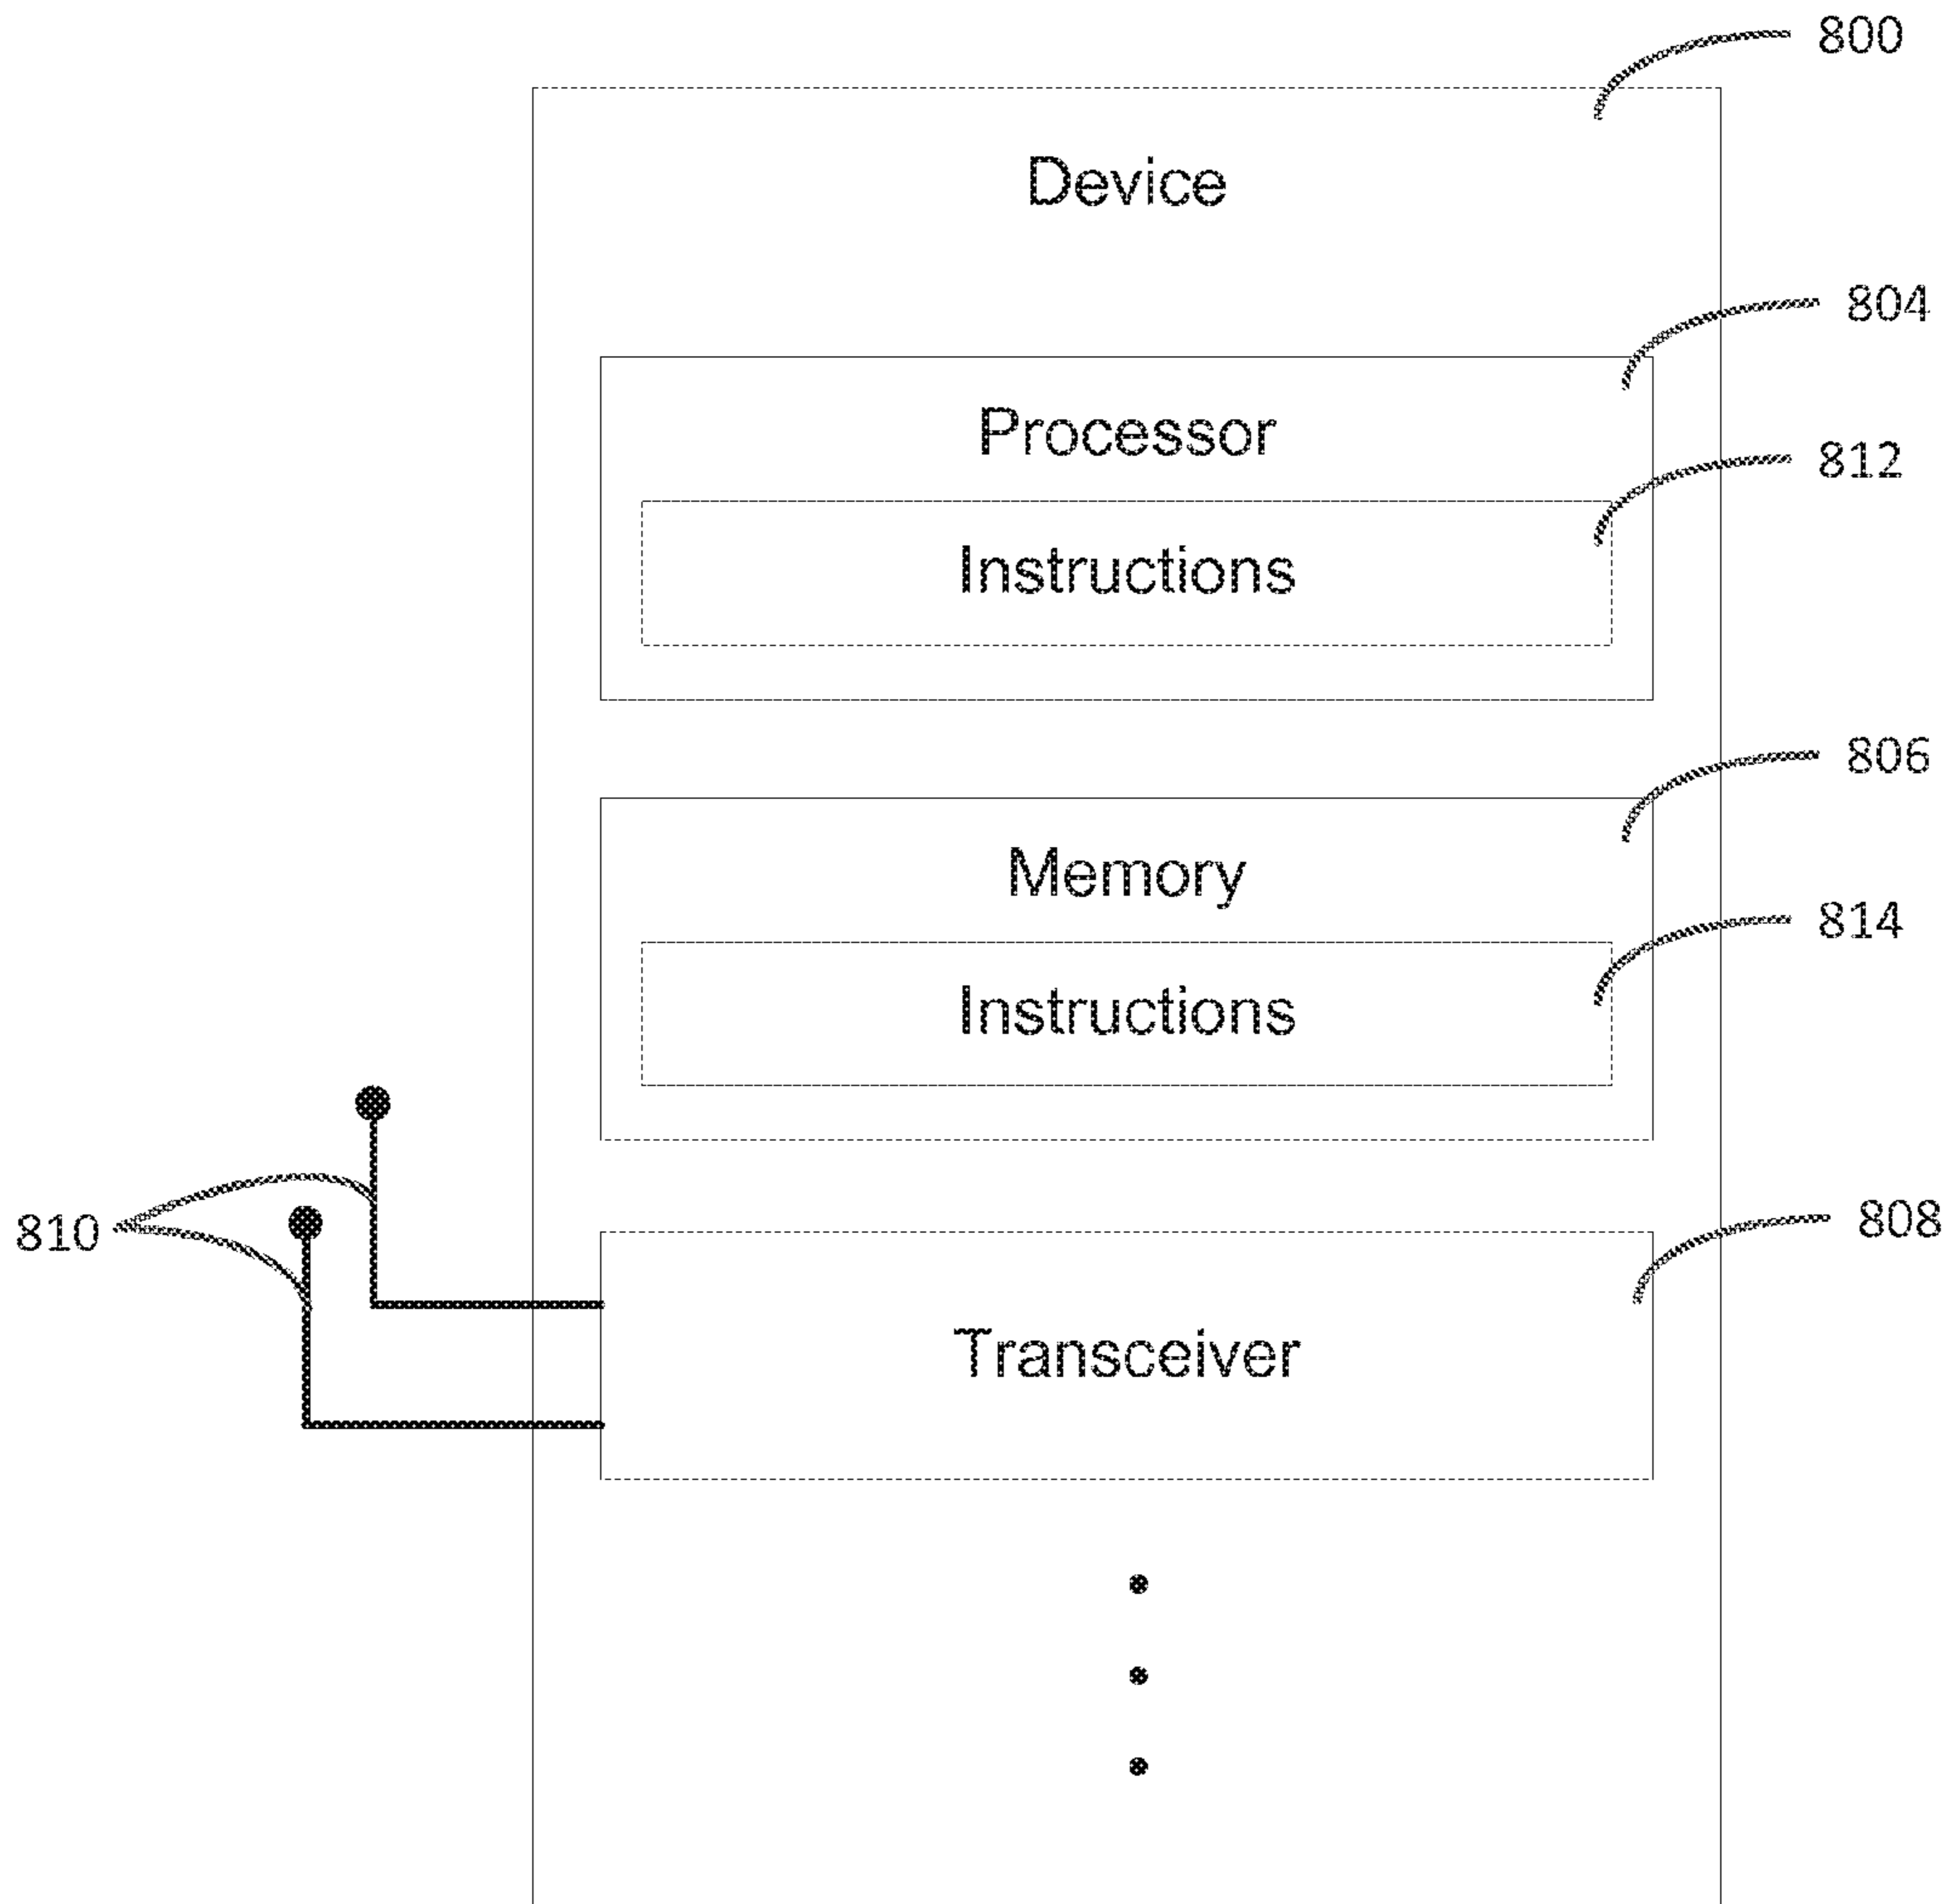 800
Device
804
Processor
812
Instructions
806
Memory
814
Instructions
810
808
Transceiver